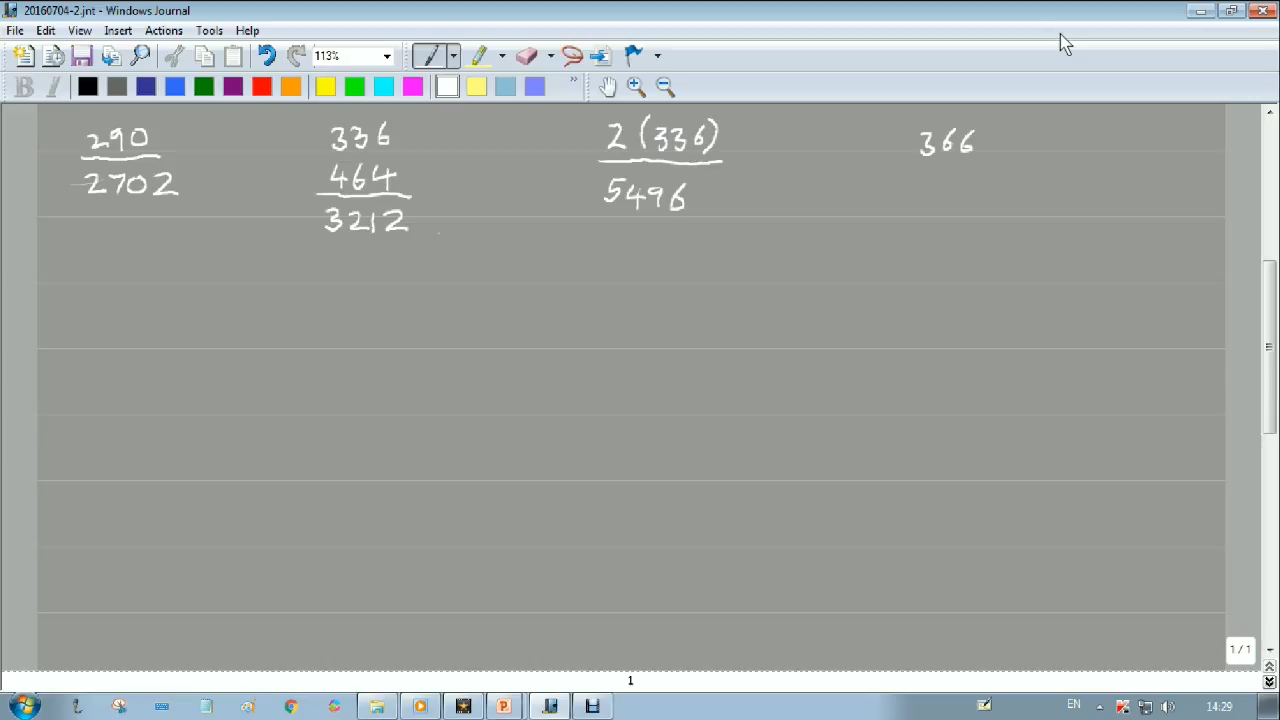 20160704-2.jnt - Windows Journal
File Edit View Insert Actions Tools Help
113%
B I
290 336 2 (336) 366
2702 464 5496
3212
1 / 1
1
EN 14:29